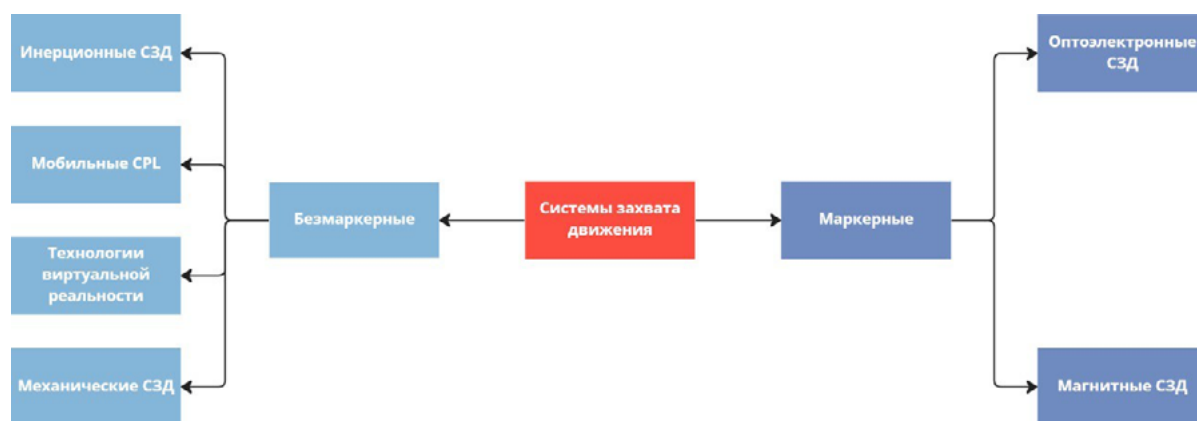 Инерционные СЗД
Мобильные CPL
Технологии
виртуальной
реальности
Механические СЗД
Безмаркерные
Системы захвата
движения
Маркерные
Оптоэлектронные
СЗД
Магнитные СЗД